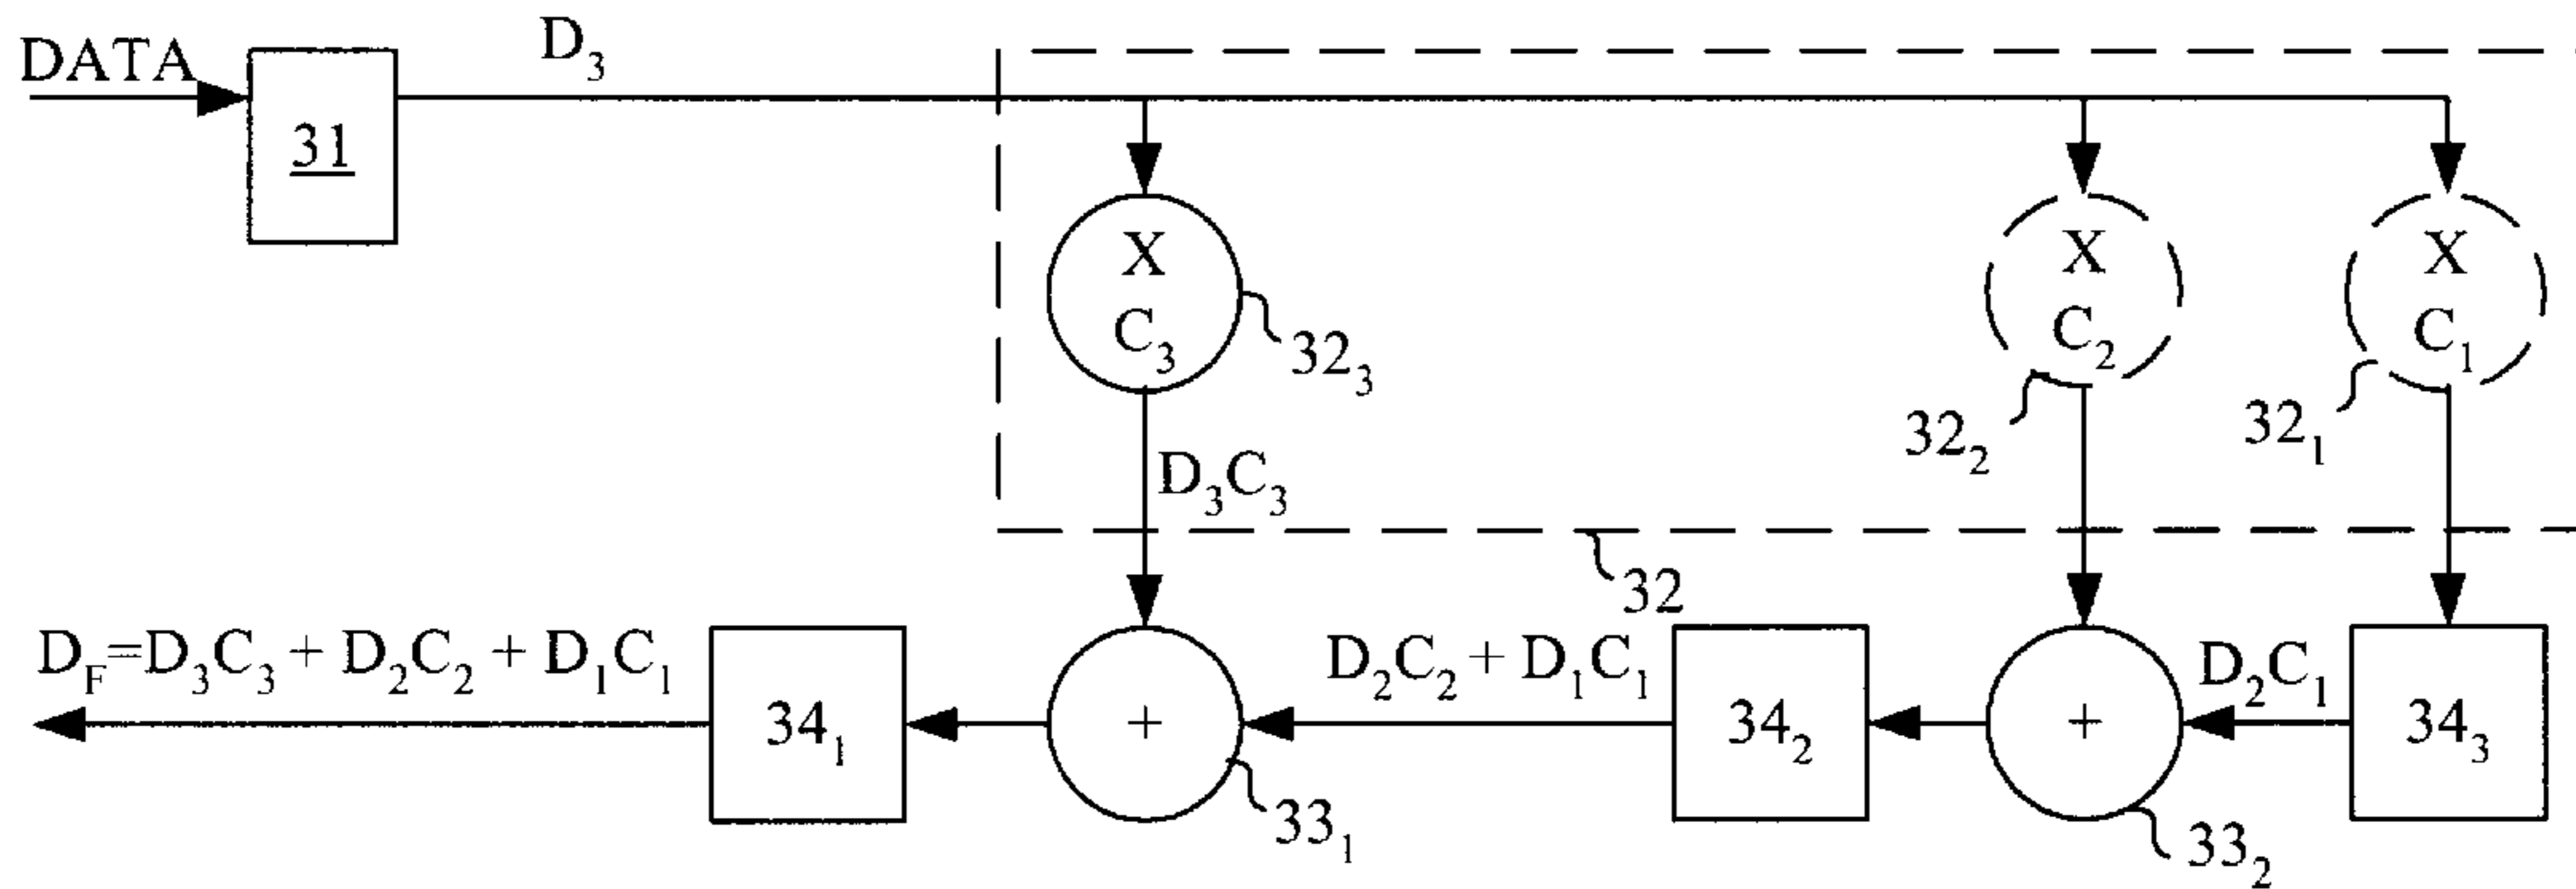 DATA
31
D₃
X
C₃
32₃
X
C₂
32₂
X
C₁
32₁
D₃C₃
32
D_F=D₃C₃ + D₂C₂ + D₁C₁
34₁
+
33₁
D₂C₂ + D₁C₁
34₂
+
33₂
D₂C₁
34₃